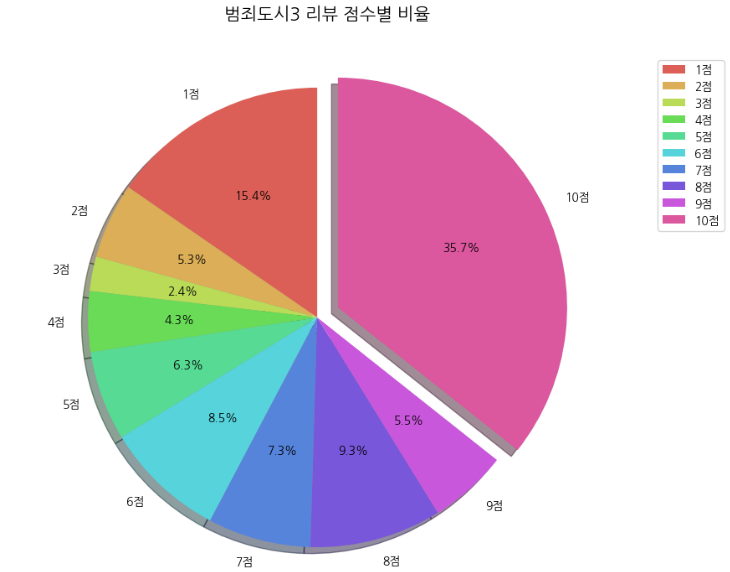 범죄도시3 리뷰 점수별 비율
1점
15.4%
2점
5.3%
3점
2.4%
4점
4.3%
5점
6.3%
6점
8.5%
7점
7.3%
8점
9.3%
9점
5.5%
10점
35.7%
1점
2점
3점
4점
5점
6점
7점
8점
9점
10점